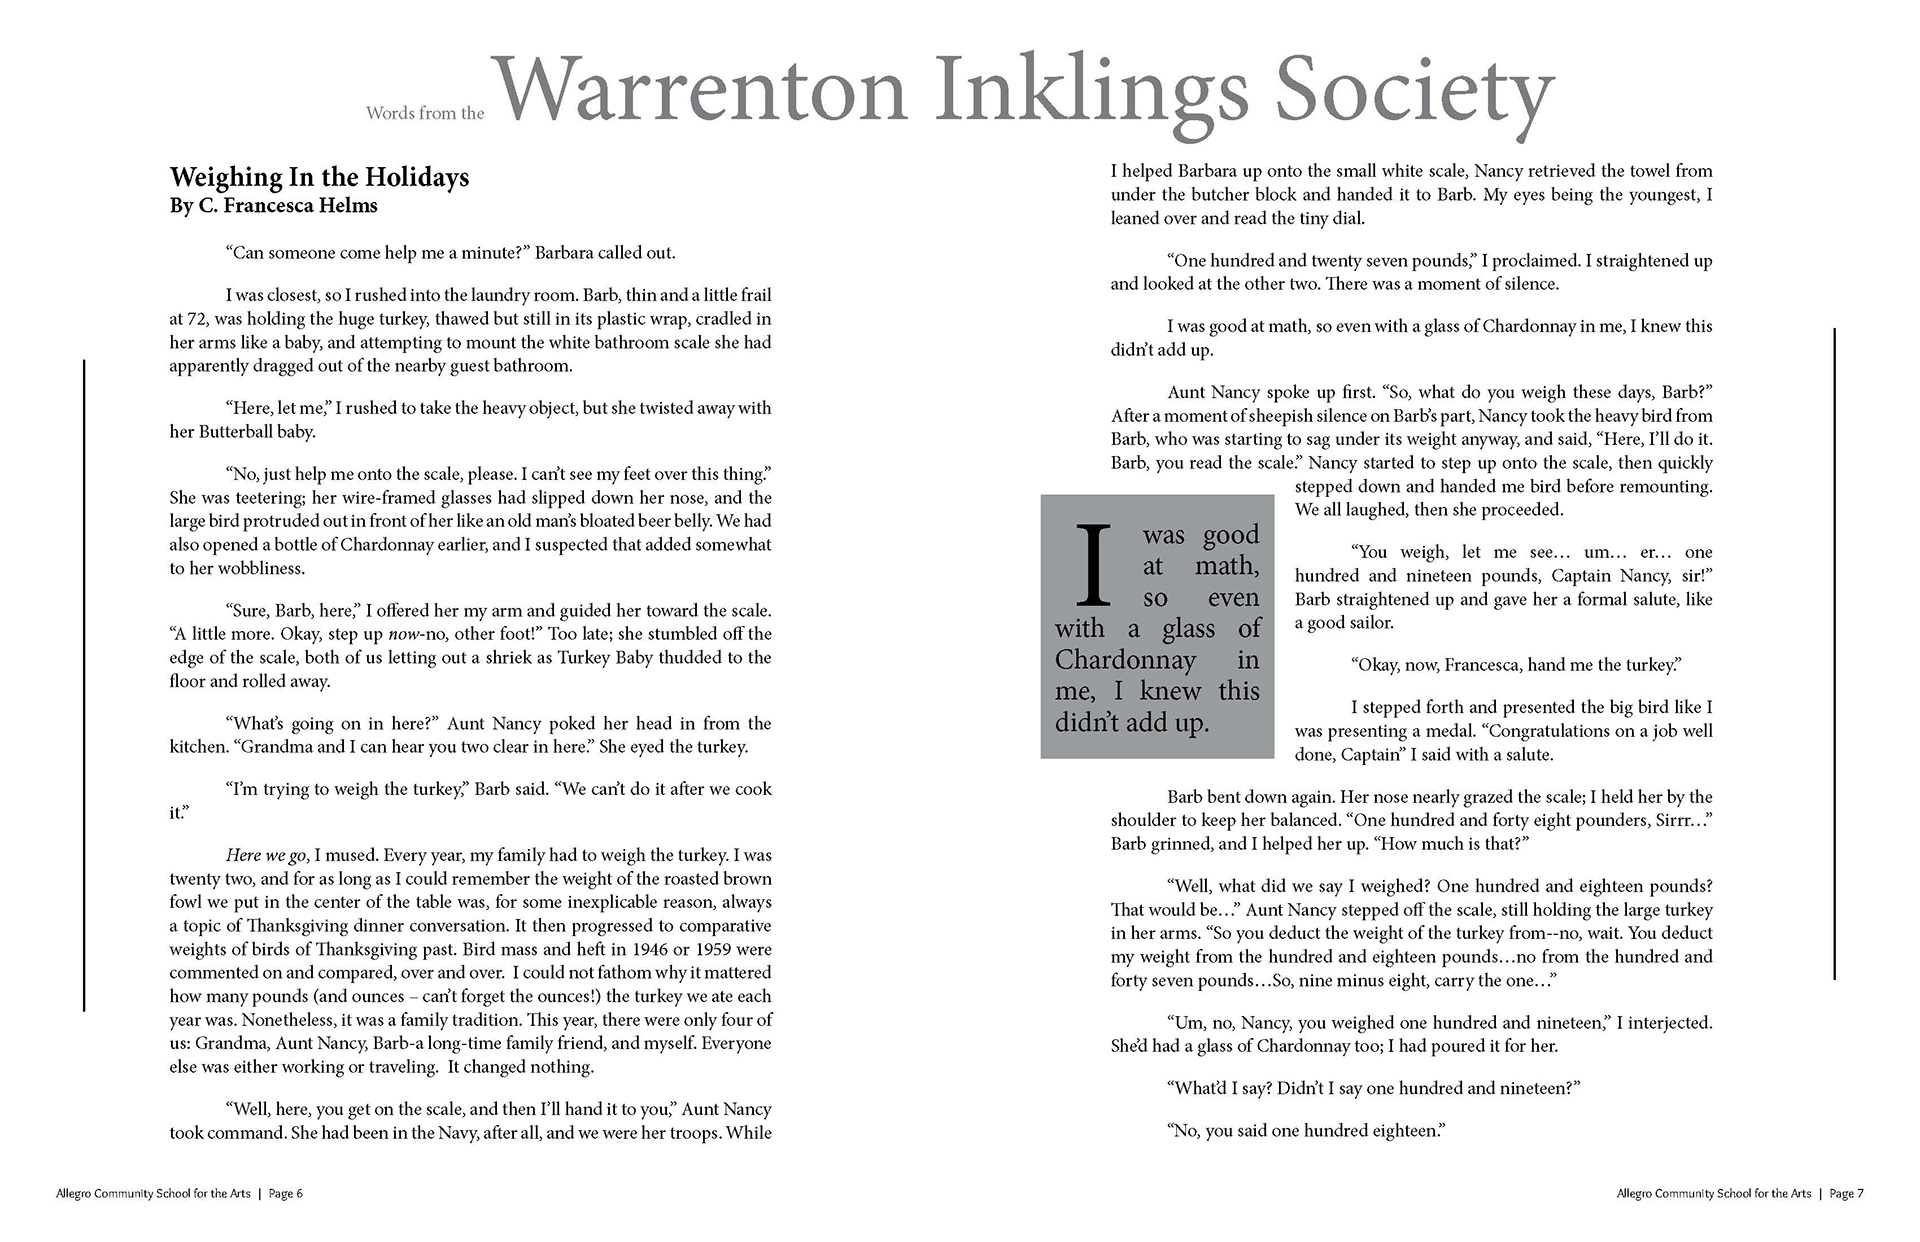 Words from the Warrenton Inklings Society
Weighing In the Holidays
By C. Francesca Helms
“Can someone come help me a minute?” Barbara called out.
I was closest, so I rushed into the laundry room. Barb, thin and a little frail
at 72, was holding the huge turkey, thawed but still in its plastic wrap, cradled in
her arms like a baby, and attempting to mount the white bathroom scale she had
apparently dragged out of the nearby guest bathroom.
“Here, let me,” I rushed to take the heavy object, but she twisted away with
her Butterball baby.
“No, just help me onto the scale, please. I can’t see my feet over this thing.”
She was teetering; her wire-framed glasses had slipped down her nose, and the
large bird protruded out in front of her like an old man’s bloated beer belly. We had
also opened a bottle of Chardonnay earlier, and I suspected that added somewhat
to her wobbliness.
“Sure, Barb, here,” I offered her my arm and guided her toward the scale.
“A little more. Okay, step up now-no, other foot!” Too late; she stumbled off the
edge of the scale, both of us letting out a shriek as Turkey Baby thudded to the
floor and rolled away.
“What’s going on in here?” Aunt Nancy poked her head in from the
kitchen. “Grandma and I can hear you two clear in here.” She eyed the turkey.
“I’m trying to weigh the turkey,” Barb said. “We can’t do it after we cook
it.”
Here we go, I mused. Every year, my family had to weigh the turkey. I was
twenty two, and for as long as I could remember the weight of the roasted brown
fowl we put in the center of the table was, for some inexplicable reason, always
a topic of Thanksgiving dinner conversation. It then progressed to comparative
weights of birds of Thanksgiving past. Bird mass and heft in 1946 or 1959 were
commented on and compared, over and over.  I could not fathom why it mattered
how many pounds (and ounces – can’t forget the ounces!) the turkey we ate each
year was. Nonetheless, it was a family tradition. This year, there were only four of
us: Grandma, Aunt Nancy, Barb-a long-time family friend, and myself. Everyone
else was either working or traveling.  It changed nothing.
“Well, here, you get on the scale, and then I’ll hand it to you,” Aunt Nancy
took command. She had been in the Navy, after all, and we were her troops. While
Allegro Community School for the Arts | Page 6
I helped Barbara up onto the small white scale, Nancy retrieved the towel from
under the butcher block and handed it to Barb. My eyes being the youngest, I
leaned over and read the tiny dial.
“One hundred and twenty seven pounds,” I proclaimed. I straightened up
and looked at the other two. There was a moment of silence.
I was good at math, so even with a glass of Chardonnay in me, I knew this
didn’t add up.
Aunt Nancy spoke up first. “So, what do you weigh these days, Barb?”
After a moment of sheepish silence on Barb’s part, Nancy took the heavy bird from
Barb, who was starting to sag under its weight anyway, and said, “Here, I’ll do it.
Barb, you read the scale.” Nancy started to step up onto the scale, then quickly
stepped down and handed me bird before remounting.
We all laughed, then she proceeded.
“You weigh, let me see… um… er… one
hundred and nineteen pounds, Captain Nancy, sir!”
Barb straightened up and gave her a formal salute, like
a good sailor.
“Okay, now, Francesca, hand me the turkey.”
I stepped forth and presented the big bird like I
was presenting a medal. “Congratulations on a job well
done, Captain” I said with a salute.
I was good
at math,
so even
with a glass of
Chardonnay in
me, I knew this
didn’t add up.
Barb bent down again. Her nose nearly grazed the scale; I held her by the
shoulder to keep her balanced. “One hundred and forty eight pounders, Sirrr…”
Barb grinned, and I helped her up. “How much is that?”
“Well, what did we say I weighed? One hundred and eighteen pounds?
That would be…” Aunt Nancy stepped off the scale, still holding the large turkey
in her arms. “So you deduct the weight of the turkey from--no, wait. You deduct
my weight from the hundred and eighteen pounds…no from the hundred and
forty seven pounds…So, nine minus eight, carry the one…”
“Um, no, Nancy, you weighed one hundred and nineteen,” I interjected.
She’d had a glass of Chardonnay too; I had poured it for her.
“What’d I say? Didn’t I say one hundred and nineteen?”
“No, you said one hundred eighteen.”
Allegro Community School for the Arts | Page 7